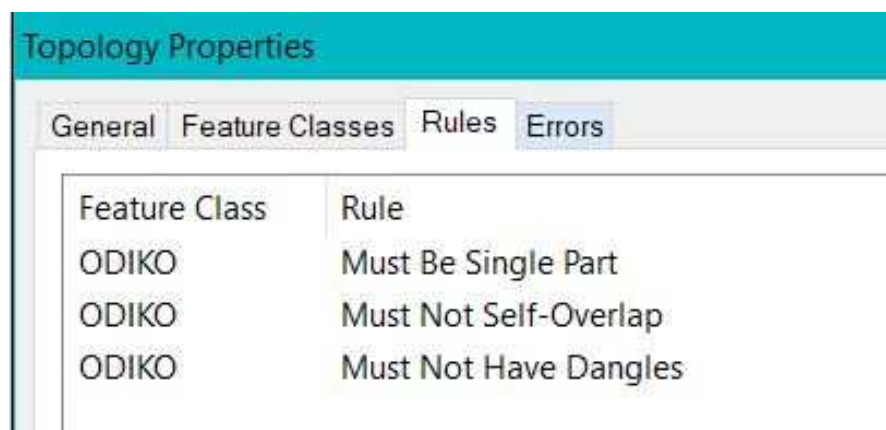 Topology Properties
General Feature Classes Rules Errors
Feature Class Rule
ODIKO Must Be Single Part
ODIKO Must Not Self-Overlap
ODIKO Must Not Have Dangles